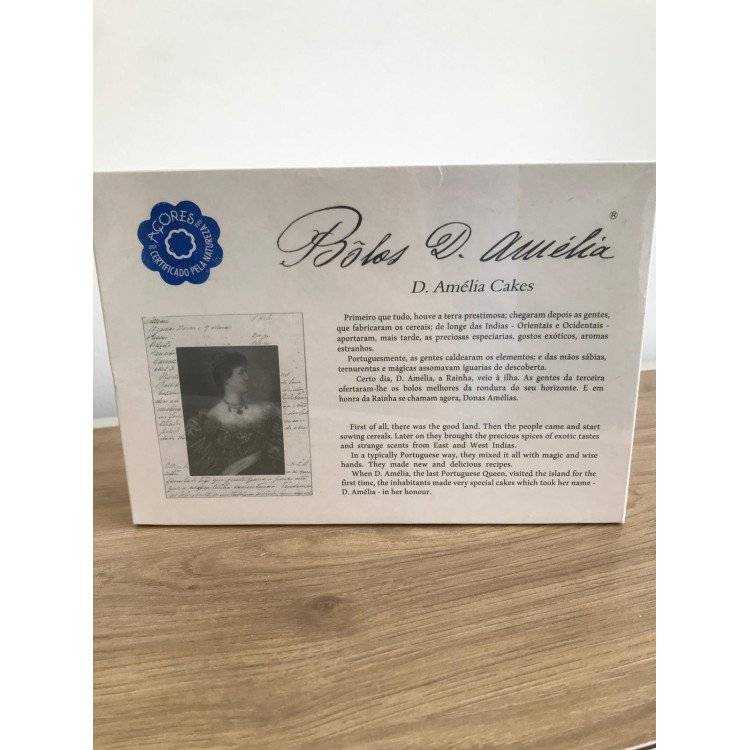 AÇORES
CERTIFICADO PELA NATUREZA
Bôlos D. Amélia ®
D. Amélia Cakes
Primeiro que tudo, houve a terra prestimosa; chegaram depois as gentes,
que fabricaram os cereais; de longe das Indias - Orientais e Ocidentais -
aportaram, mais tarde, as preciosas especiarias, gostos exóticos, aromas
estranhos.
Portuguesmente, as gentes caldearam os elementos; e das mãos sábias,
ternurentas e mágicas assomavam iguarias de descoberta.
Certo dia, D. Amélia, a Rainha, veio à ilha. As gentes da terceira
ofertaram-lhe os bolos melhores da rondura do seu horizonte. E em
honra da Rainha se chamam agora, Donas Amélias.
First of all, there was the good land. Then the people came and start
sowing cereals. Later on they brought the precious spices of exotic tastes
and strange scents from East and West Indias.
In a typically Portuguese way, they mixed it all with magic and wise
hands. They made new and delicious recipes.
When D. Amélia, the last Portuguese Queen, visited the island for the
first time, the inhabitants made very special cakes which took her name -
D. Amélia - in her honour.